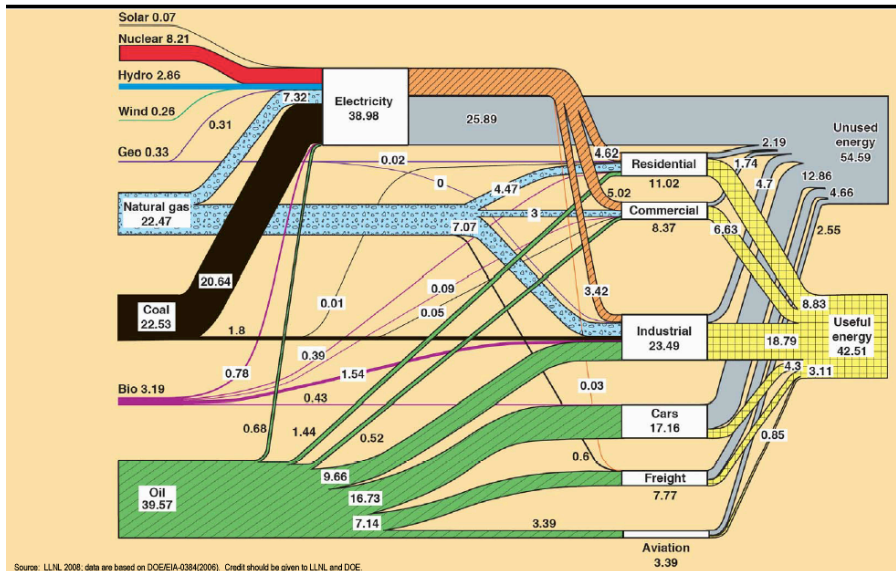 Solar 0.07
Nuclear 8.21
Hydro 2.86
7.32
Electricity
38.98
25.89
Unused
energy
54.59
Wind 0.26
0.31
Geo 0.33
0.02
0
4.62
Residential
11.02
2.19
1.74
4.7
12.86
4.66
2.55
Natural gas
22.47
4.47
7.07
3
5.02
Commercial
8.37
6.63
20.64
Coal
22.53
0.01
0.09
0.05
3.42
1.8
Industrial
23.49
8.83
18.79
Useful
energy
42.51
4.3
3.11
0.78
0.39
1.54
0.43
Bio 3.19
0.03
Cars
17.16
0.85
0.68
1.44
0.52
0.6
9.66
Oil
39.57
16.73
7.14
Freight
7.77
3.39
Aviation
3.39
Source: LLNL 2008; data are based on DOE/EIA-0384(2006). Credit should be given to LLNL and DOE.